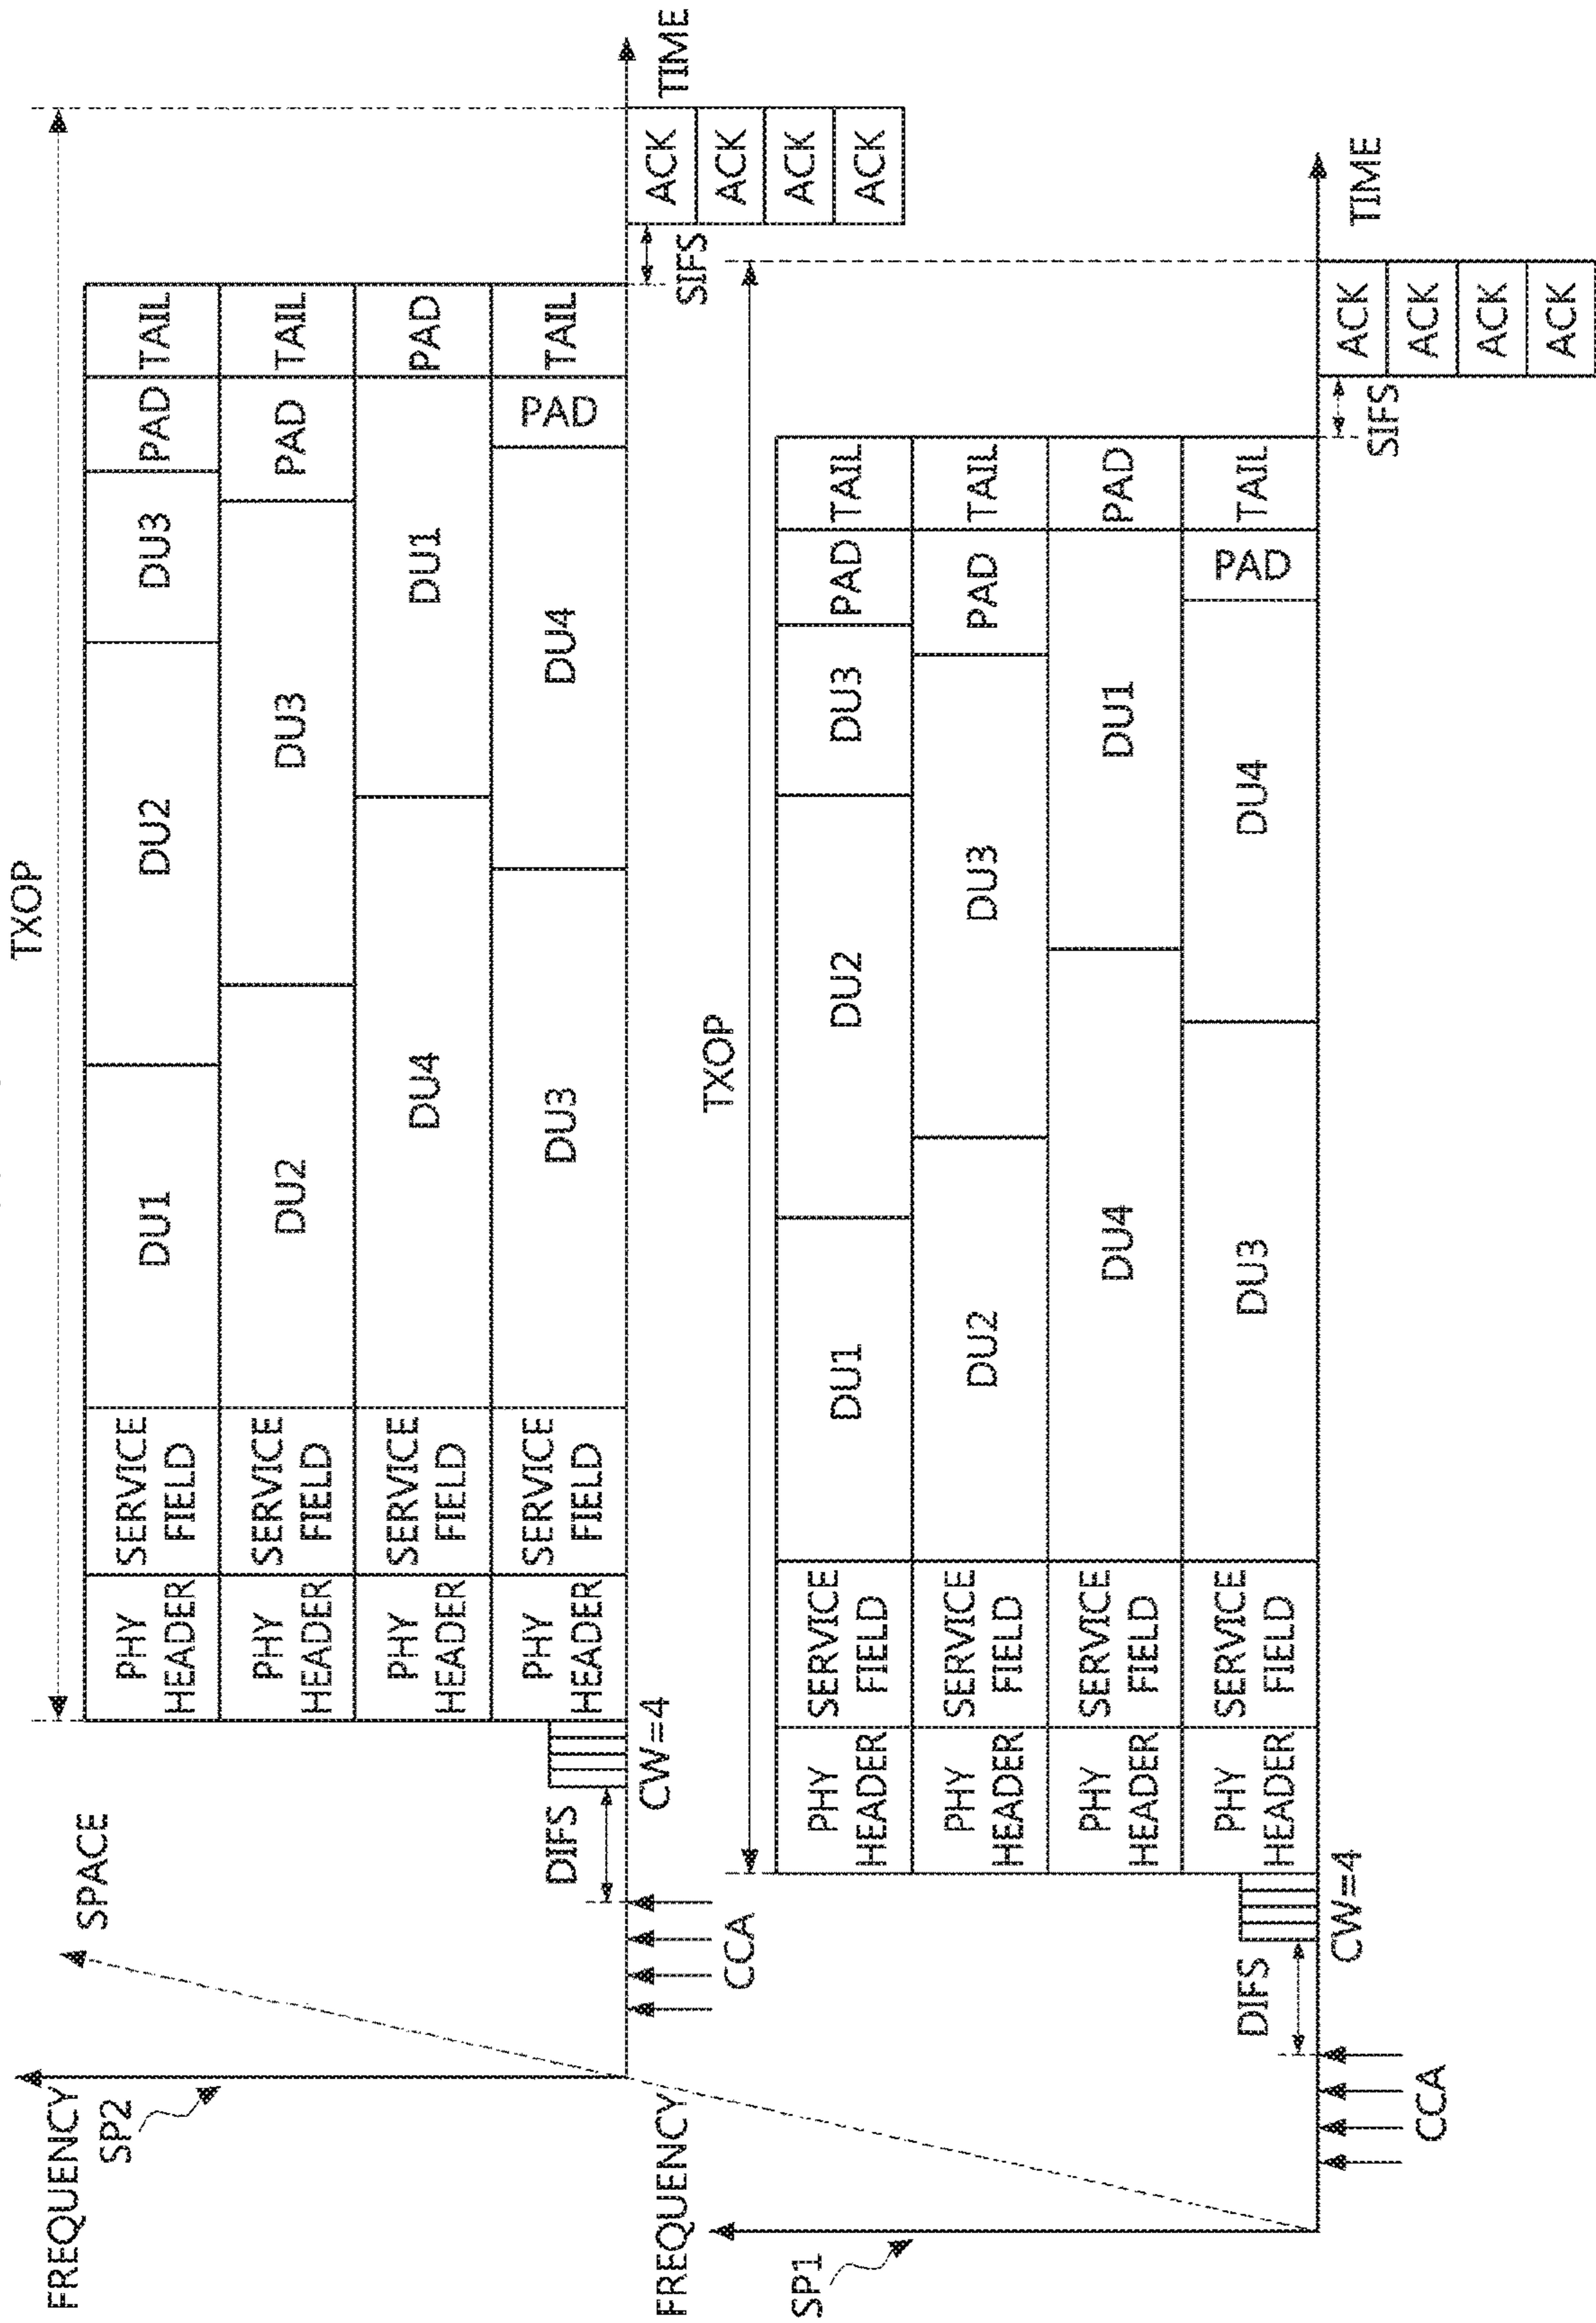 FREQUENCY
SP2
SPACE
TXOP
PHY
HEADER
SERVICE
FIELD
DU1
DU2
DU3
PAD
TAIL
PHY
HEADER
SERVICE
FIELD
DU2
DU3
PAD
TAIL
PHY
HEADER
SERVICE
FIELD
DU4
DU1
PAD
PHY
HEADER
SERVICE
FIELD
DU3
DU4
PAD
TAIL
CCA
DIFS
CW=4
SIFS
ACK
ACK
ACK
ACK
TIME
FREQUENCY
SP1
TXOP
PHY
HEADER
SERVICE
FIELD
DU1
DU2
DU3
PAD
TAIL
PHY
HEADER
SERVICE
FIELD
DU2
DU3
PAD
TAIL
PHY
HEADER
SERVICE
FIELD
DU4
DU1
PAD
PHY
HEADER
SERVICE
FIELD
DU3
DU4
PAD
TAIL
CCA
DIFS
CW=4
SIFS
ACK
ACK
ACK
ACK
TIME